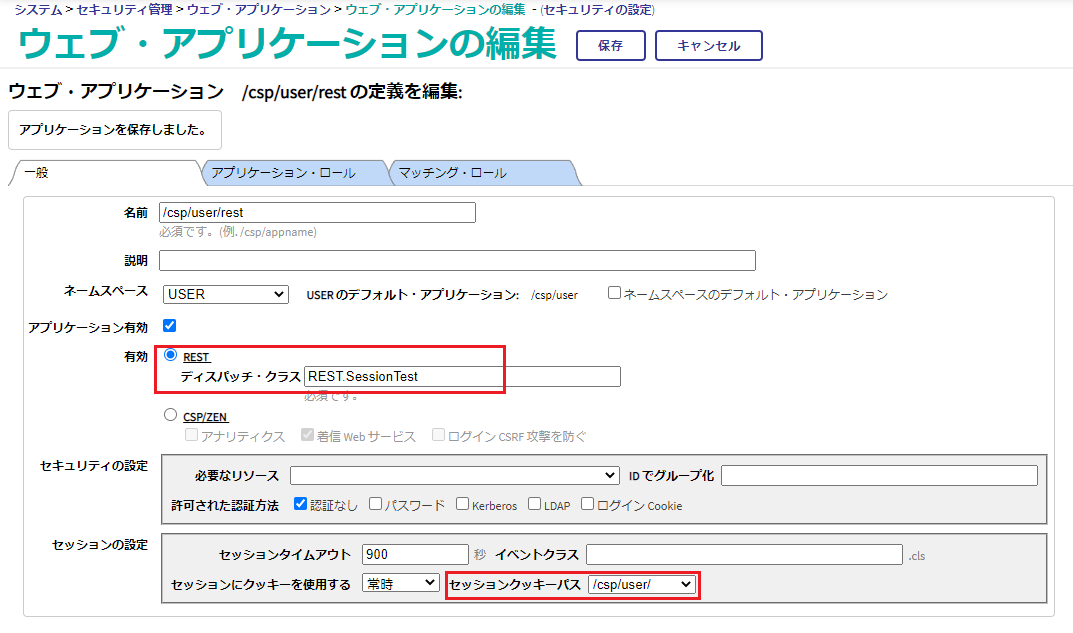 システム > セキュリティ管理 > ウェブ・アプリケーション > ウェブ・アプリケーションの編集 - (セキュリティの設定)
ウェブ・アプリケーションの編集 保存 キャンセル
ウェブ・アプリケーション /csp/user/rest の定義を編集:
アプリケーションを保存しました。
一般 アプリケーション・ロール マッチング・ロール
名前 /csp/user/rest
必須です。(例. /csp/appname)
説明
ネームスペース USER USER のデフォルト・アプリケーション: /csp/user ネームスペースのデフォルト・アプリケーション
アプリケーション有効
有効 REST
ディスパッチ・クラス REST.SessionTest
必須です。
CSP/ZEN
アナリティクス 着信 Web サービス ログイン CSRF 攻撃を防ぐ
セキュリティの設定 必要なリソース ID でグループ化
許可された認証方法 認証なし パスワード Kerberos LDAP ログイン Cookie
セッションの設定 セッションタイムアウト 900 秒 イベントクラス .cls
セッションにクッキーを使用する 常時 セッションクッキーパス /csp/user/